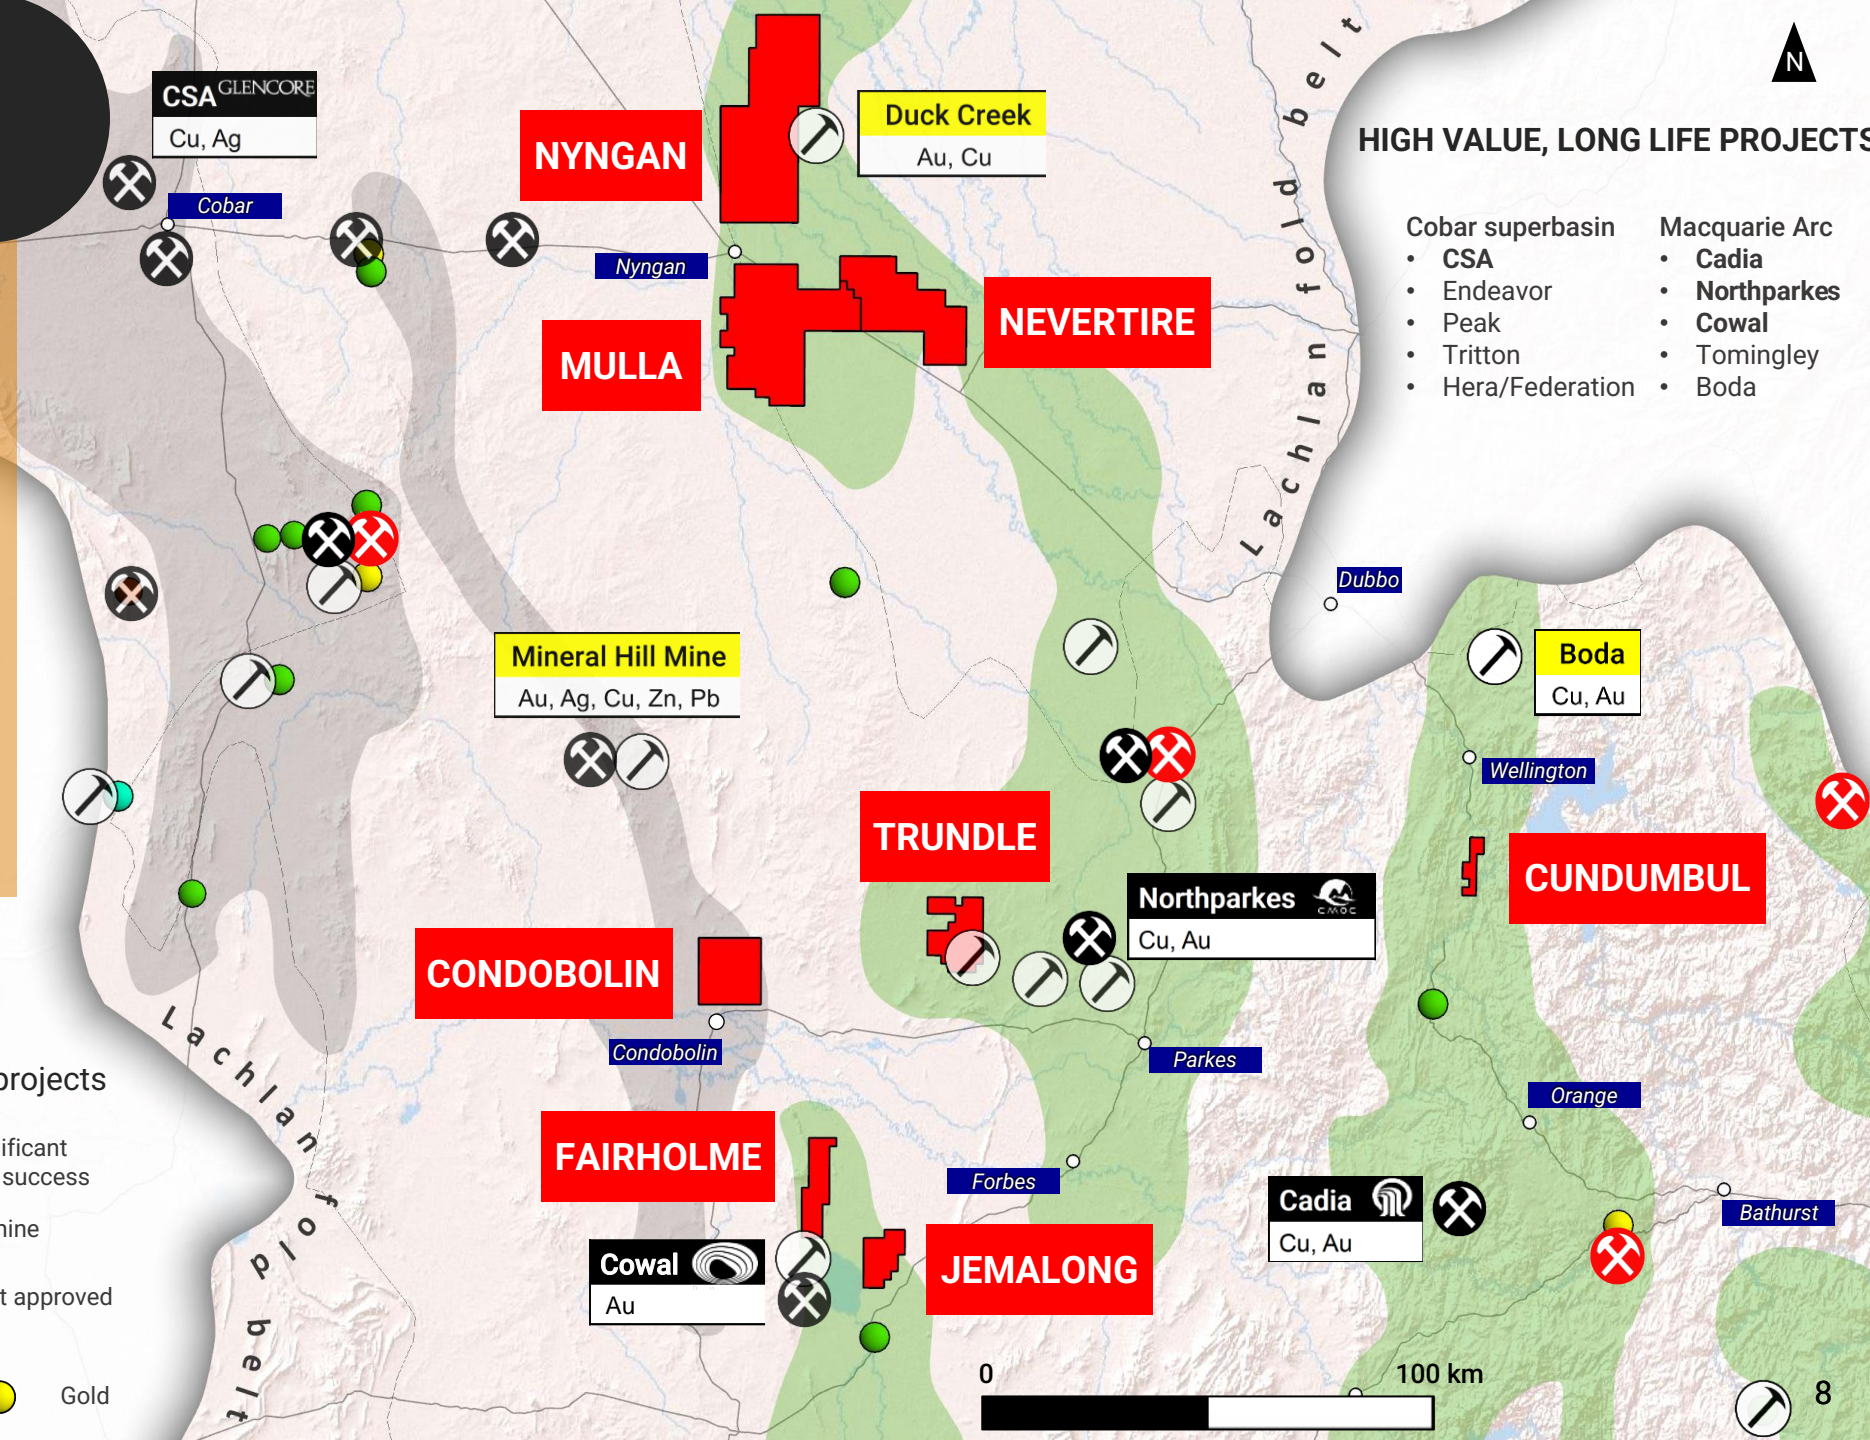 N
HIGH VALUE, LONG LIFE PROJECTS
Cobar superbasin
• CSA
• Endeavor
• Peak
• Tritton
• Hera/Federation
Macquarie Arc
• Cadia
• Northparkes
• Cowal
• Tomingley
• Boda
CSA GLENCORE
Cu, Ag
Cobar
NYNGAN
Duck Creek
Au, Cu
Nyngan
MULLA
NEVERTIRE
Lachlan fold belt
Dubbo
Mineral Hill Mine
Au, Ag, Cu, Zn, Pb
Boda
Cu, Au
Wellington
TRUNDLE
CUNDUMBUL
Northparkes CMOC
Cu, Au
CONDOBOLIN
Condobolin
Parkes
Lachlan fold belt
Orange
FAIRHOLME
Forbes
Cadia
Cu, Au
Bathurst
Cowal
Au
JEMALONG
projects
ificant
success
nine
t approved
Gold
0 100 km
8